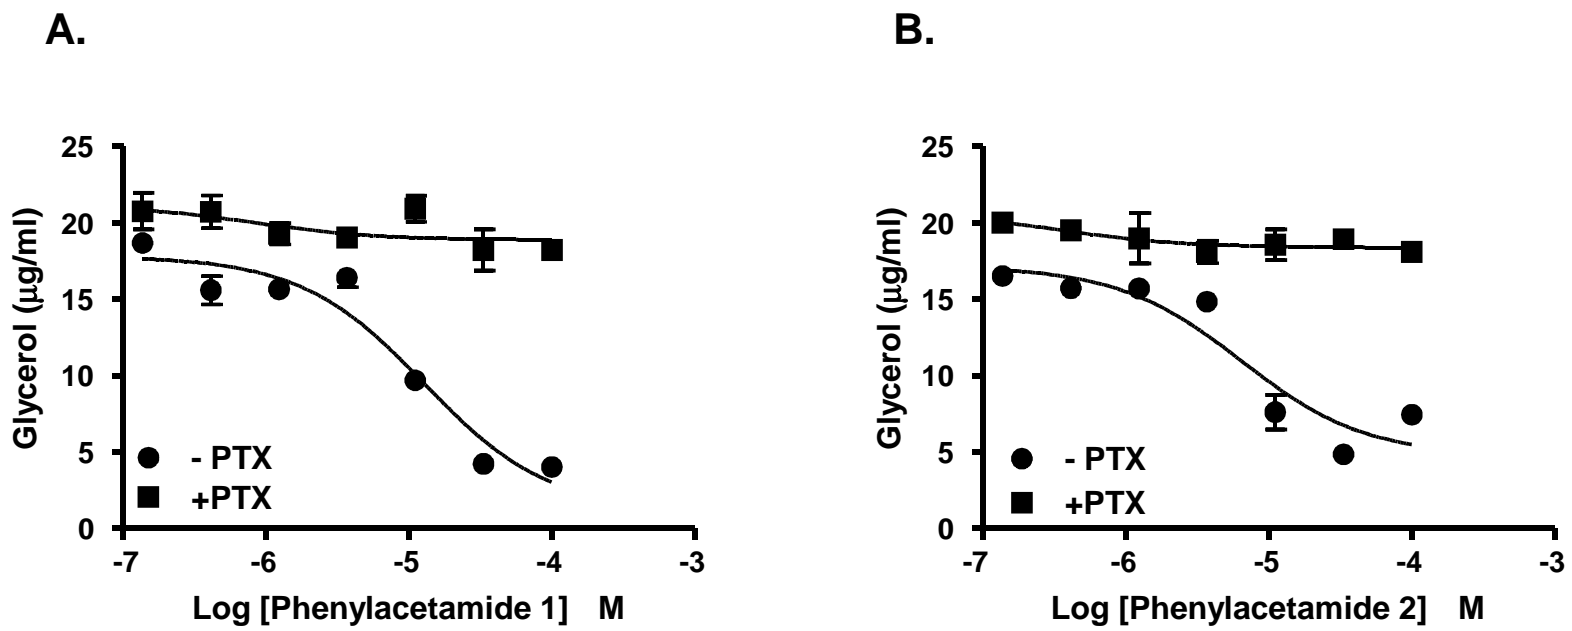 A.
Glycerol (µg/ml)
25
20
15
10
5
0
- PTX
+PTX
-7 -6 -5 -4 -3
Log [Phenylacetamide 1] M
B.
Glycerol (µg/ml)
25
20
15
10
5
0
- PTX
+PTX
-7 -6 -5 -4 -3
Log [Phenylacetamide 2] M